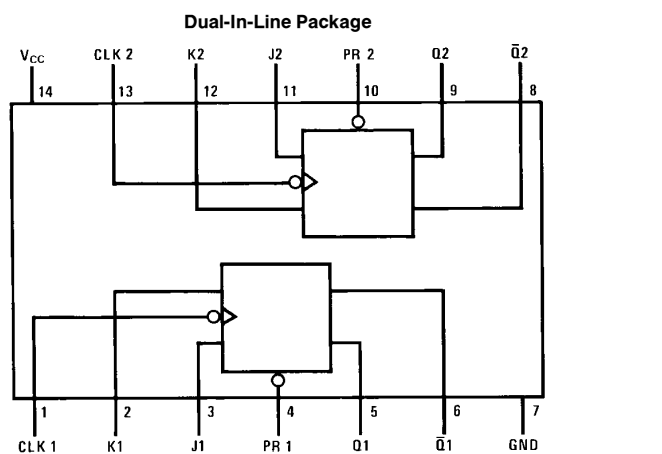 Dual-In-Line Package
VCC CLK 2 K2 J2 PR 2 Q2 Q̅2
14 13 12 11 10 9 8
1 2 3 4 5 6 7
CLK 1 K1 J1 PR 1 Q1 Q̅1 GND